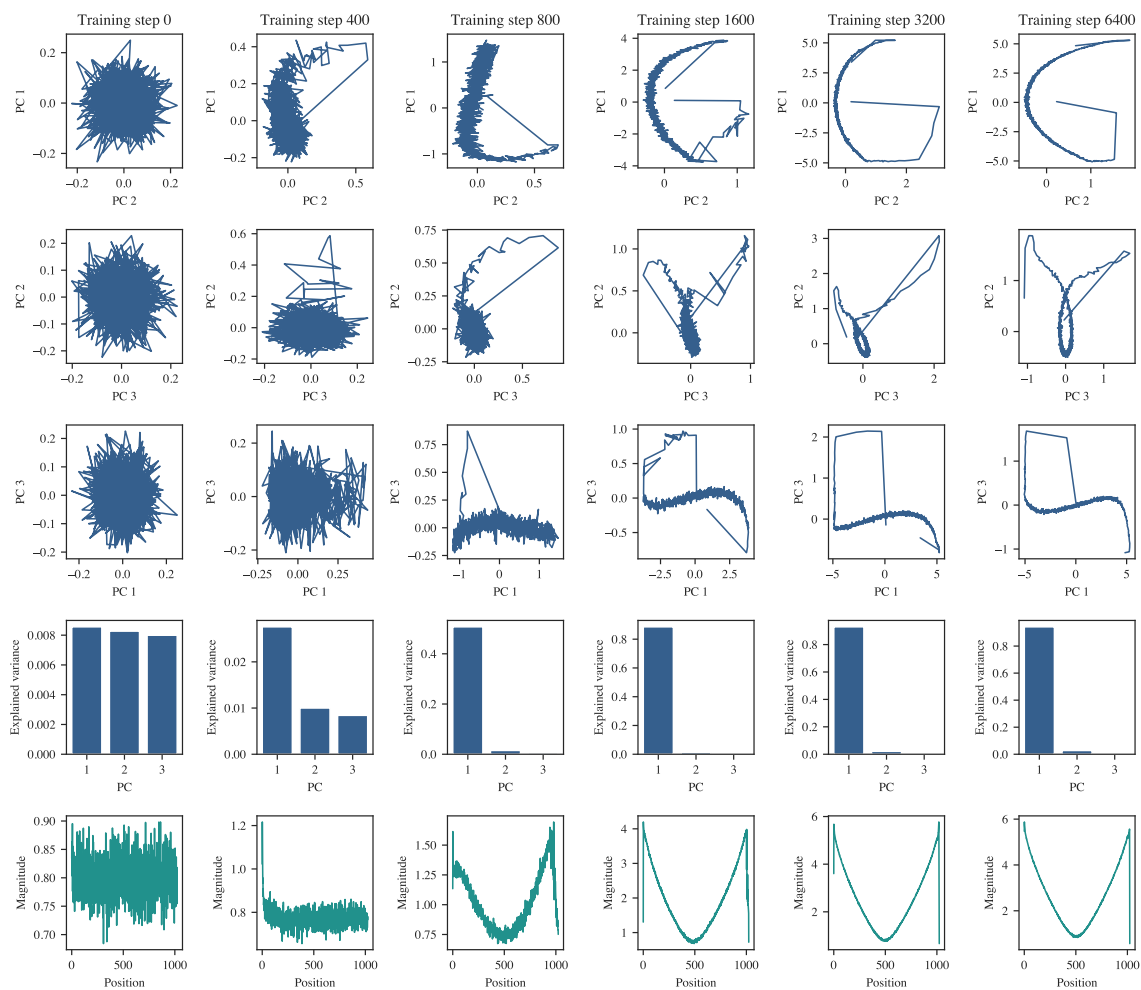 Training step 0 Training step 400 Training step 800 Training step 1600 Training step 3200 Training step 6400
0.2 0.0 −0.2 PC 1 −0.2 0.0 0.2 PC 2
0.4 0.2 0.0 −0.2 PC 1 0.0 0.5 PC 2
1 0 −1 PC 1 0.0 0.5 PC 2
4 2 0 −2 −4 PC 1 0 1 PC 2
5.0 2.5 0.0 −2.5 −5.0 PC 1 0 2 PC 2
5.0 2.5 0.0 −2.5 −5.0 PC 1 0 1 PC 2
0.2 0.1 0.0 −0.1 −0.2 PC 2 −0.2 0.0 0.2 PC 3
0.6 0.4 0.2 0.0 −0.2 PC 2 −0.2 0.0 0.2 PC 3
0.75 0.50 0.25 0.00 −0.25 PC 2 0.0 0.5 PC 3
1.5 1.0 0.5 0.0 PC 2 0 1 PC 3
3 2 1 0 PC 2 0 1 2 PC 3
1 0 PC 2 −1 0 1 PC 3
0.2 0.1 0.0 −0.1 −0.2 PC 3 −0.2 0.0 0.2 PC 1
0.2 0.0 −0.2 PC 3 −0.25 0.00 0.25 PC 1
0.75 0.50 0.25 0.00 −0.25 PC 3 −1 0 1 PC 1
1.0 0.5 0.0 −0.5 PC 3 −2.5 0.0 2.5 PC 1
2 1 0 PC 3 −5 0 5 PC 1
1 0 −1 PC 3 −5 0 5 PC 1
0.008 0.006 0.004 0.002 0.000 Explained variance 1 2 3 PC
0.02 0.01 0.00 Explained variance 1 2 3 PC
0.4 0.2 0.0 Explained variance 1 2 3 PC
0.8 0.6 0.4 0.2 0.0 Explained variance 1 2 3 PC
0.8 0.6 0.4 0.2 0.0 Explained variance 1 2 3 PC
0.8 0.6 0.4 0.2 0.0 Explained variance 1 2 3 PC
0.90 0.85 0.80 0.75 0.70 Magnitude 0 500 1000 Position
1.2 1.0 0.8 Magnitude 0 500 1000 Position
1.50 1.25 1.00 0.75 Magnitude 0 500 1000 Position
4 3 2 1 Magnitude 0 500 1000 Position
6 4 2 Magnitude 0 500 1000 Position
6 4 2 Magnitude 0 500 1000 Position